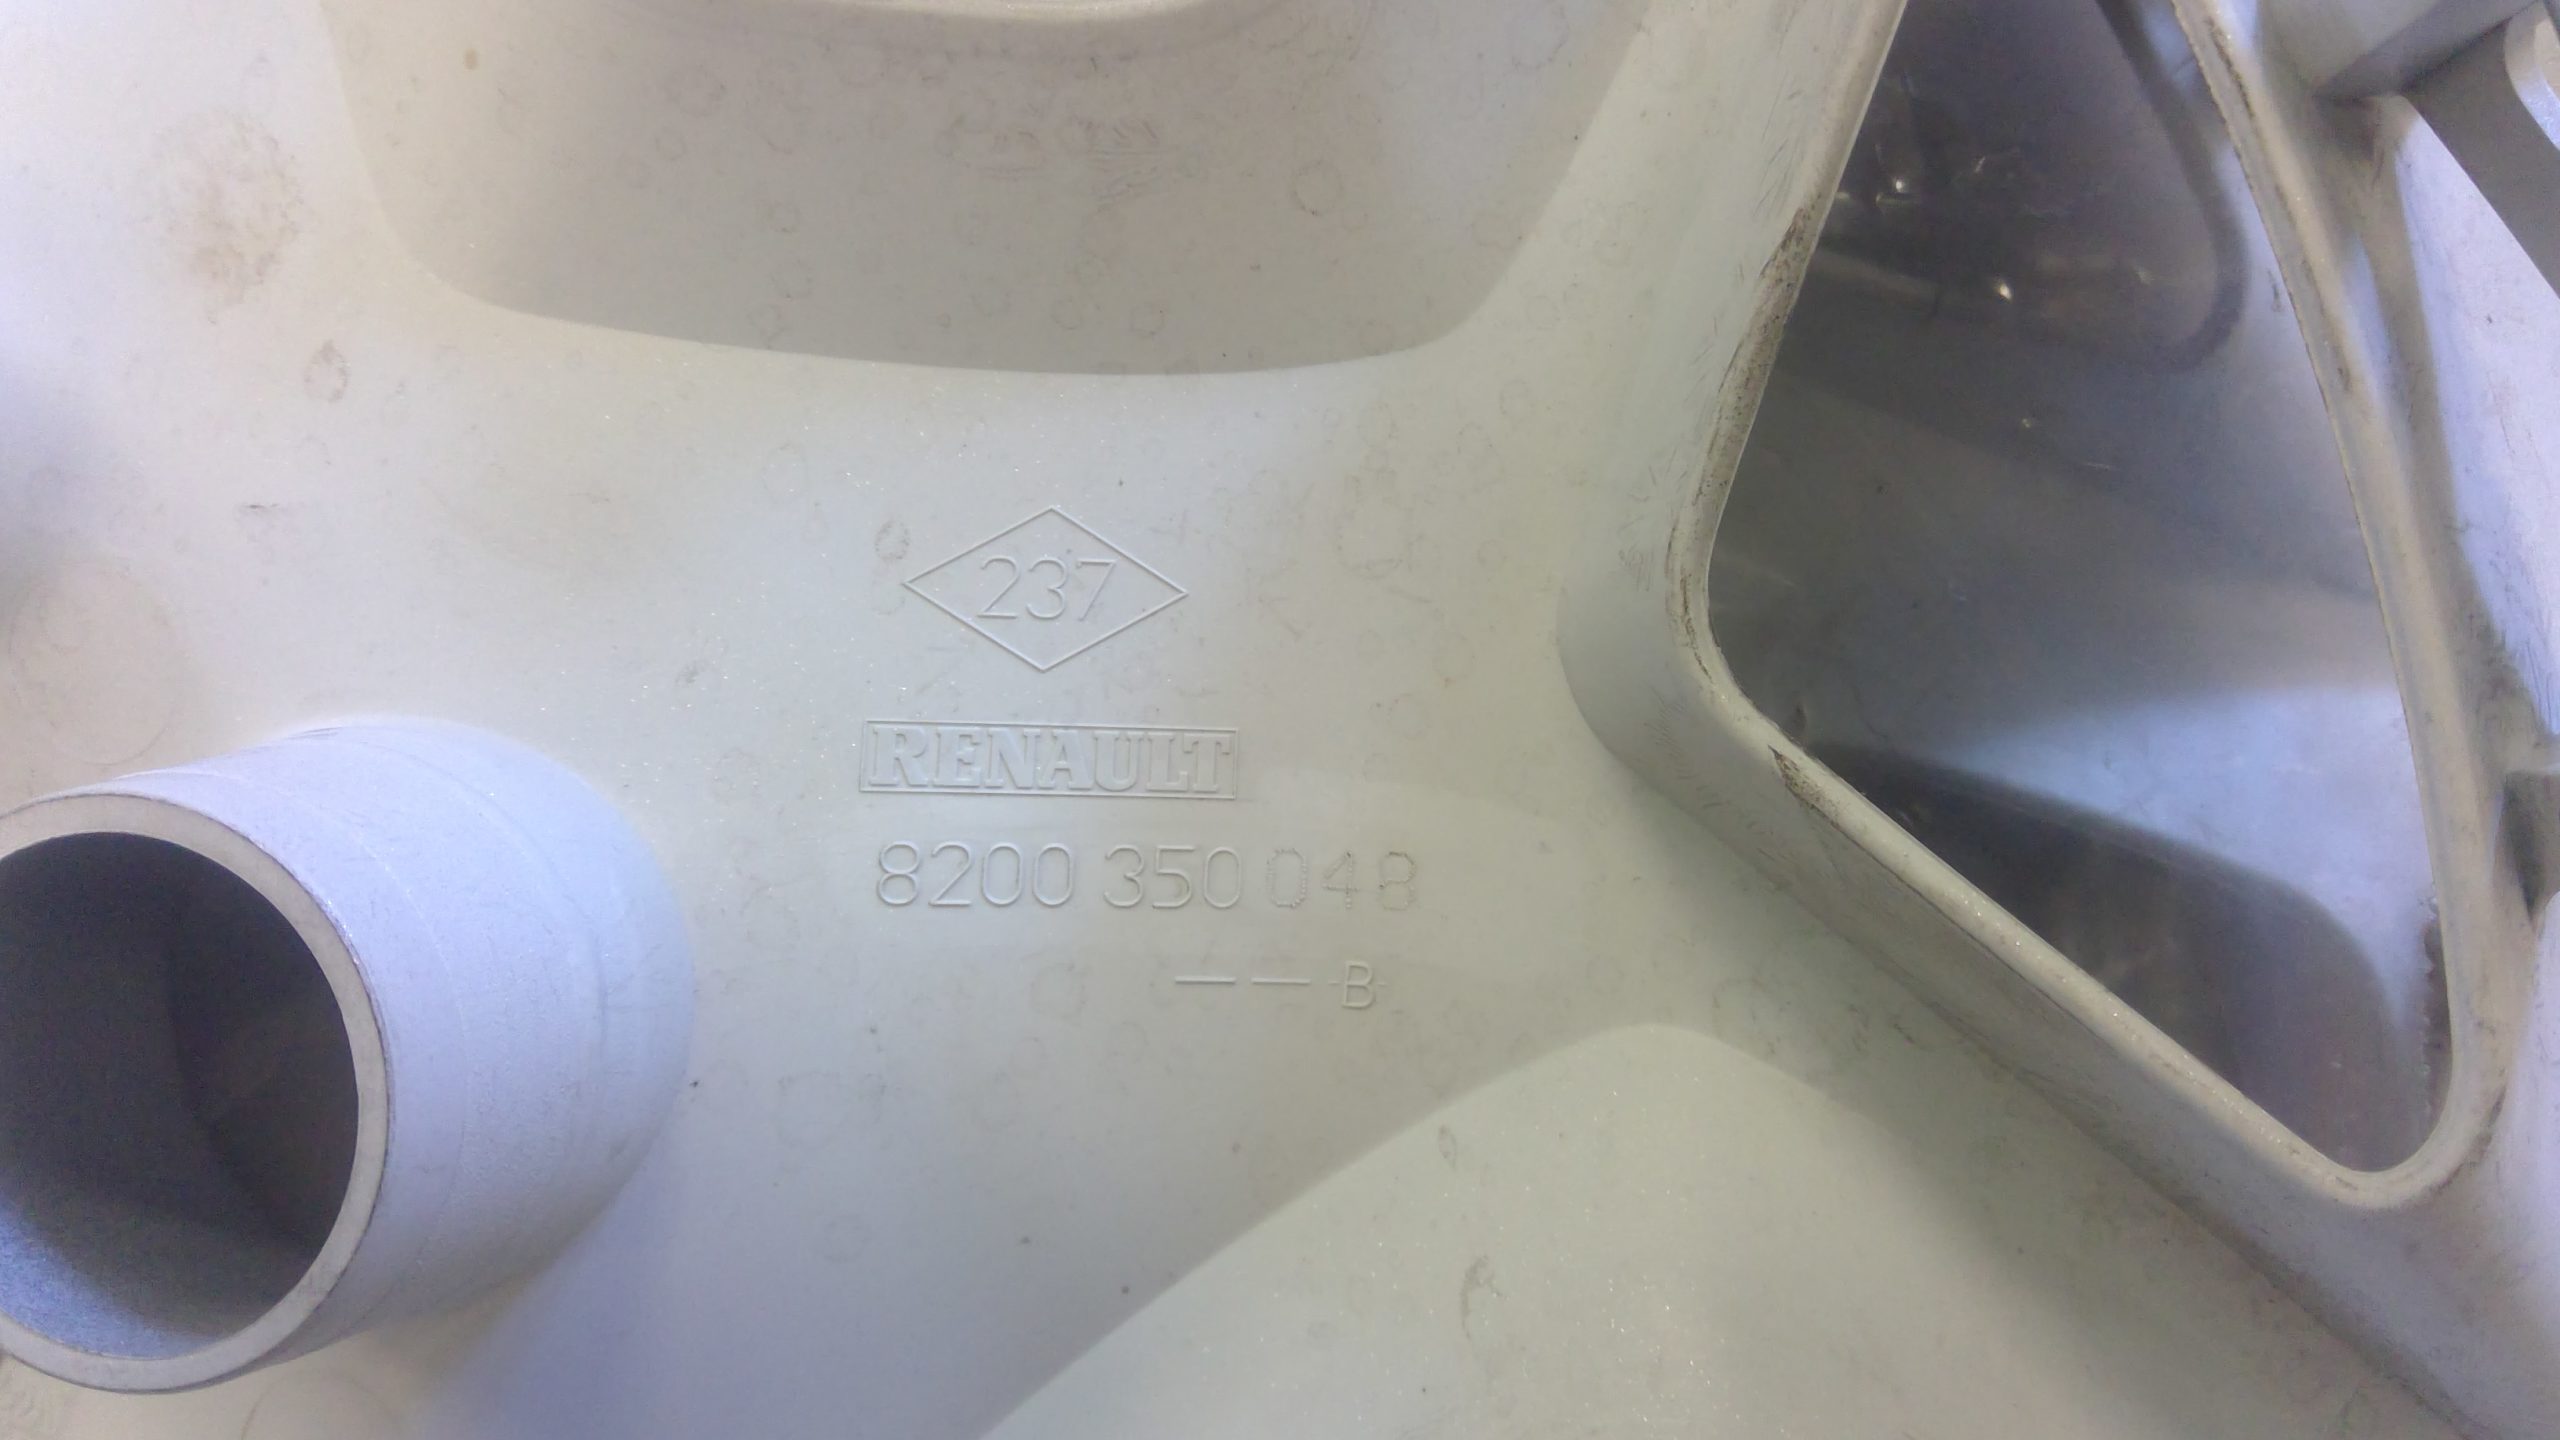 237
RENAULT
8200 350 048
— — B